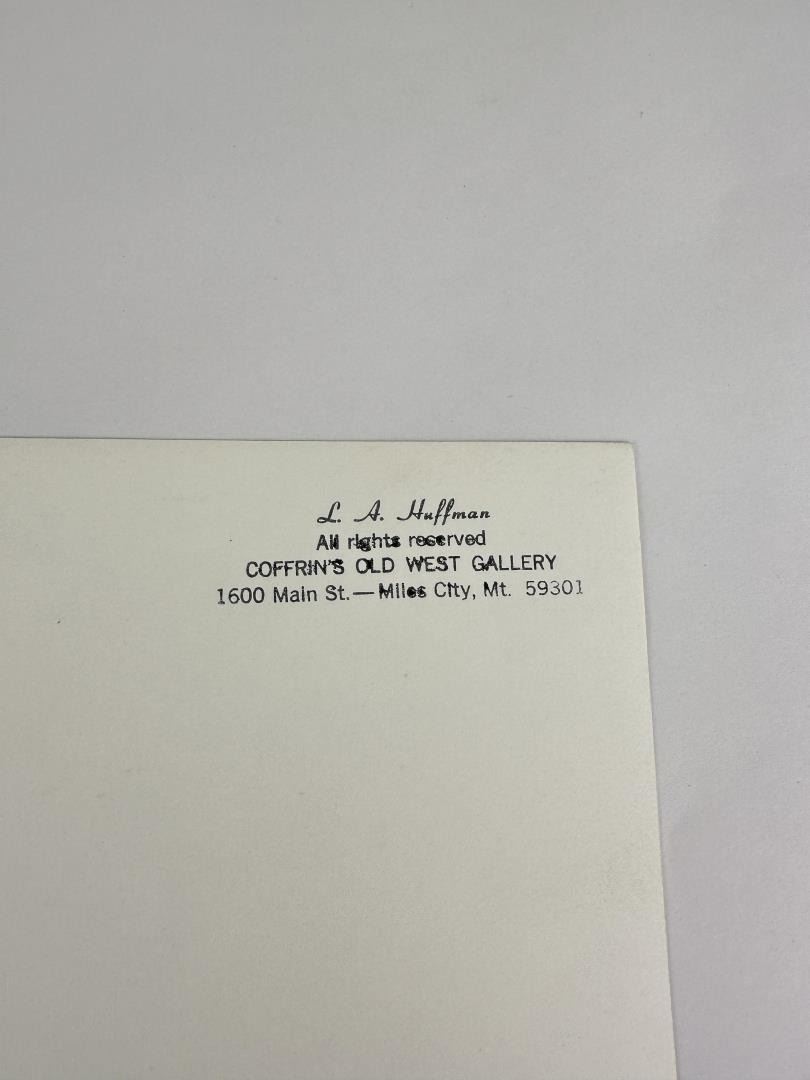 L. A. Huffman
All rights reserved
COFFRIN'S OLD WEST GALLERY
1600 Main St.—Miles City, Mt. 59301